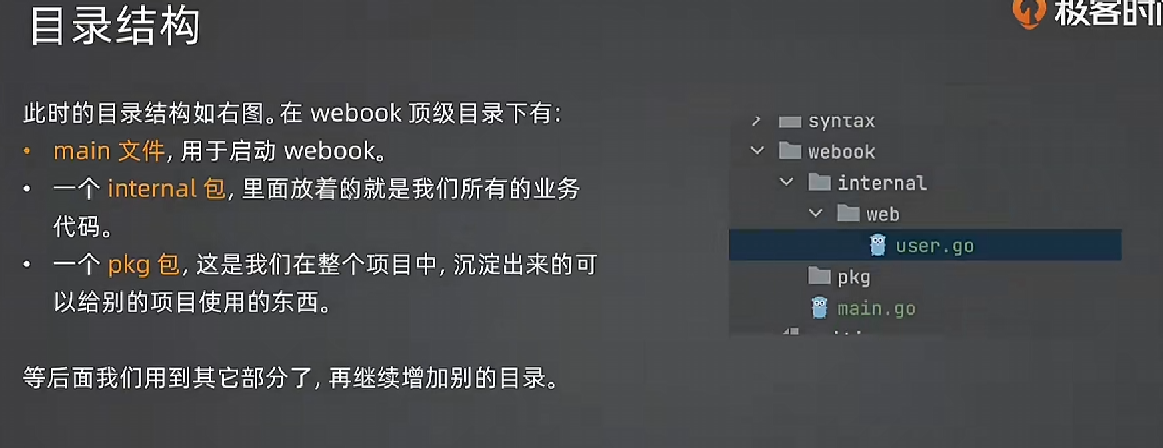 目录结构
极客时间
此时的目录结构如右图。在 webook 顶级目录下有:
• main 文件, 用于启动 webook。
• 一个 internal 包, 里面放着的就是我们所有的业务
代码。
• 一个 pkg 包, 这是我们在整个项目中, 沉淀出来的可
以给别的项目使用的东西。
等后面我们用到其它部分了, 再继续增加别的目录。
syntax
webook
internal
web
user.go
pkg
main.go